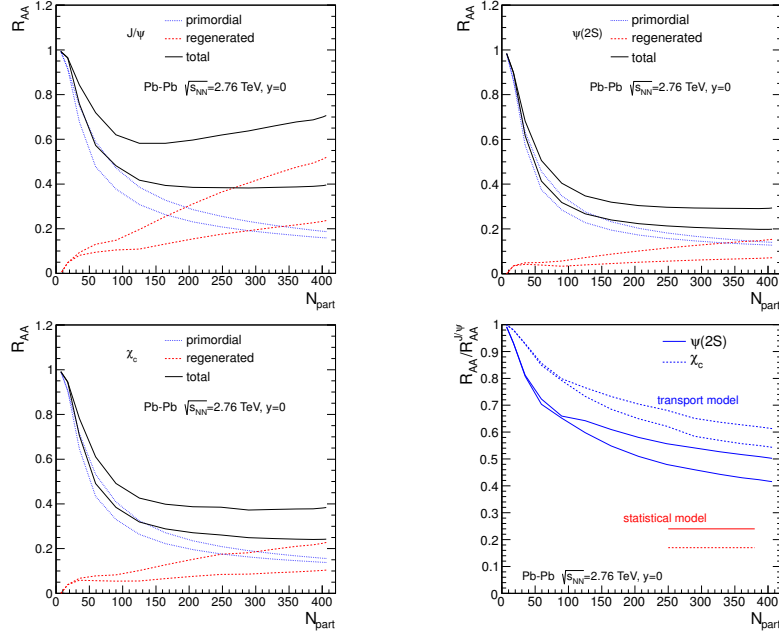 R_AA
1.2
1
0.8
0.6
0.4
0.2
0
J/ψ
primordial
regenerated
total
Pb-Pb √s_NN=2.76 TeV, y=0
0 50 100 150 200 250 300 350 400
N_part
R_AA
1.2
1
0.8
0.6
0.4
0.2
0
ψ(2S)
primordial
regenerated
total
Pb-Pb √s_NN=2.76 TeV, y=0
0 50 100 150 200 250 300 350 400
N_part
R_AA
1.2
1
0.8
0.6
0.4
0.2
0
χ_c
primordial
regenerated
total
Pb-Pb √s_NN=2.76 TeV, y=0
0 50 100 150 200 250 300 350 400
N_part
R_AA/R_AA^J/ψ
1
0.9
0.8
0.7
0.6
0.5
0.4
0.3
0.2
0.1
0
ψ(2S)
χ_c
transport model
statistical model
Pb-Pb √s_NN=2.76 TeV, y=0
0 50 100 150 200 250 300 350 400
N_part